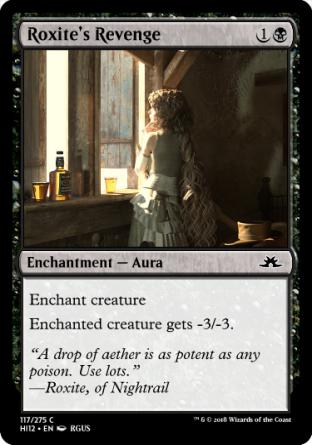 Roxite's Revenge 1
Enchantment — Aura
Enchant creature
Enchanted creature gets -3/-3.
“A drop of aether is as potent as any
poison. Use lots.”
—Roxite, of Nightrail
117/275 C
HI12 • EN RGUS
™ & © 2018 Wizards of the Coast